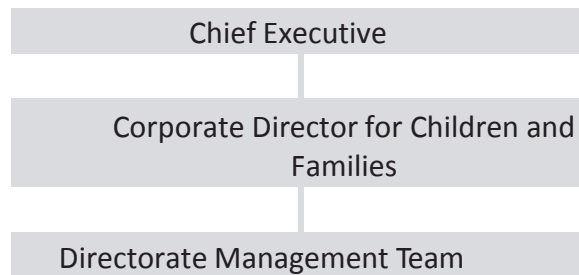 Chief Executive
Corporate Director for Children and
Families
Directorate Management Team